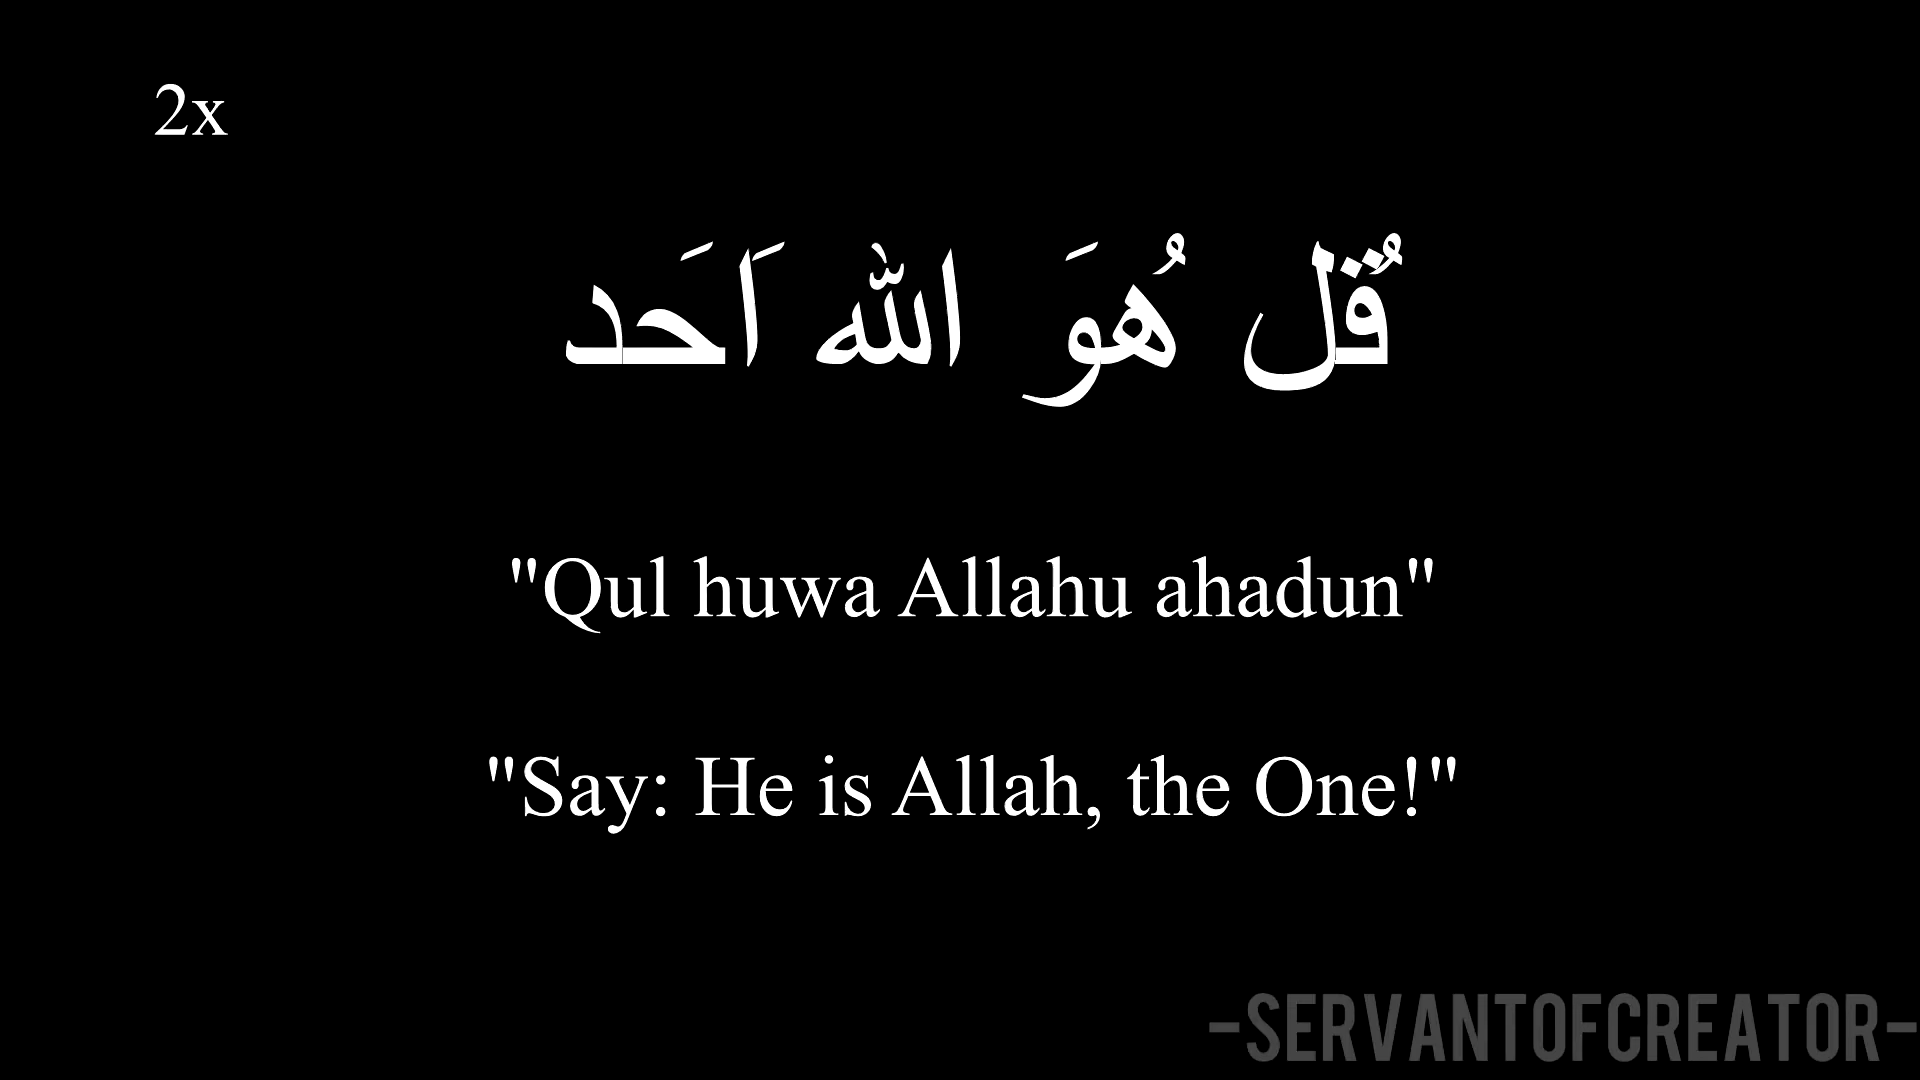 2x
قُل هُوَ الله اَحَد
"Qul huwa Allahu ahadun"
"Say: He is Allah, the One!"
-SERVANTOFCREATOR-